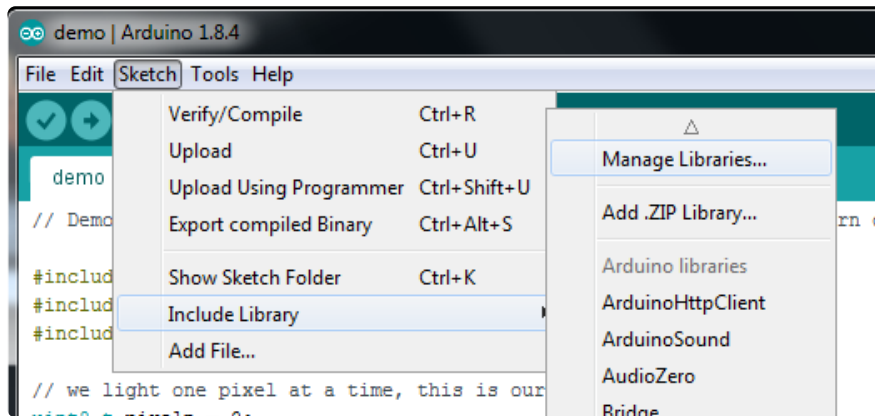 demo | Arduino 1.8.4
File Edit Sketch Tools Help
Verify/Compile Ctrl+R
Upload Ctrl+U
Upload Using Programmer Ctrl+Shift+U
Export compiled Binary Ctrl+Alt+S
Show Sketch Folder Ctrl+K
Include Library
Add File...
Manage Libraries...
Add .ZIP Library...
Arduino libraries
ArduinoHttpClient
ArduinoSound
AudioZero
Bridge
demo
// Demo
#includ
#includ
#includ
// we light one pixel at a time, this is our